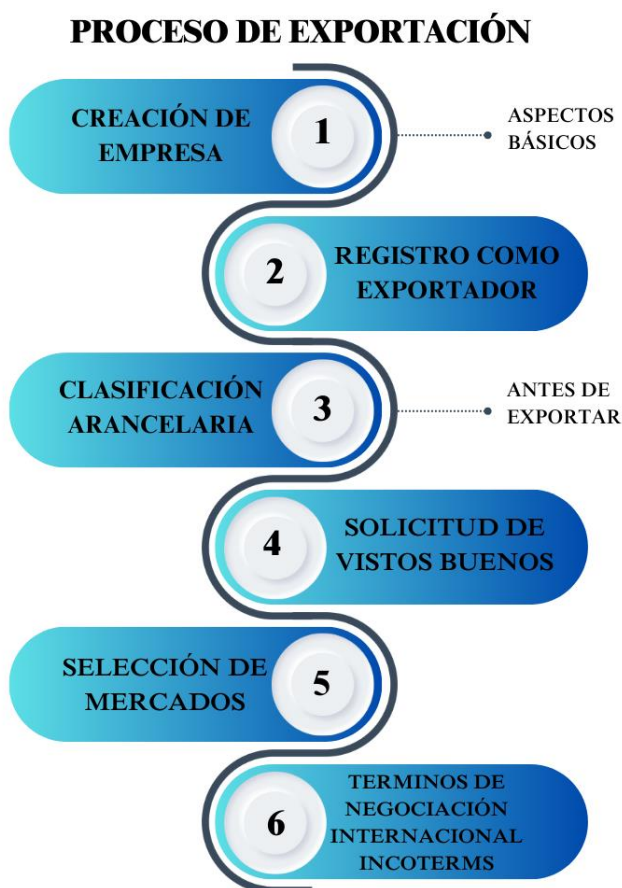 PROCESO DE EXPORTACIÓN
CREACIÓN DE
EMPRESA
1
ASPECTOS
BÁSICOS
2
REGISTRO COMO
EXPORTADOR
CLASIFICACIÓN
ARANCELARIA
3
ANTES DE
EXPORTAR
4
SOLICITUD DE
VISTOS BUENOS
SELECCIÓN DE
MERCADOS
5
6
TERMINOS DE
NEGOCIACIÓN
INTERNACIONAL
INCOTERMS